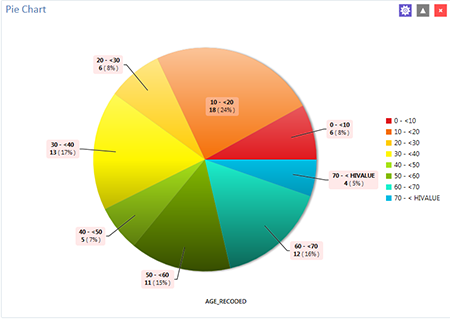 Pie Chart
20 - <30
6 ( 8%)
10 - <20
18 ( 24%)
0 - <10
6 ( 8%)
30 - <40
13 ( 17%)
70 - < HIVALUE
4 ( 5%)
40 - <50
5 ( 7%)
60 - <70
12 ( 16%)
50 - <60
11 ( 15%)
0 - <10
10 - <20
20 - <30
30 - <40
40 - <50
50 - <60
60 - <70
70 - < HIVALUE
AGE_RECODED